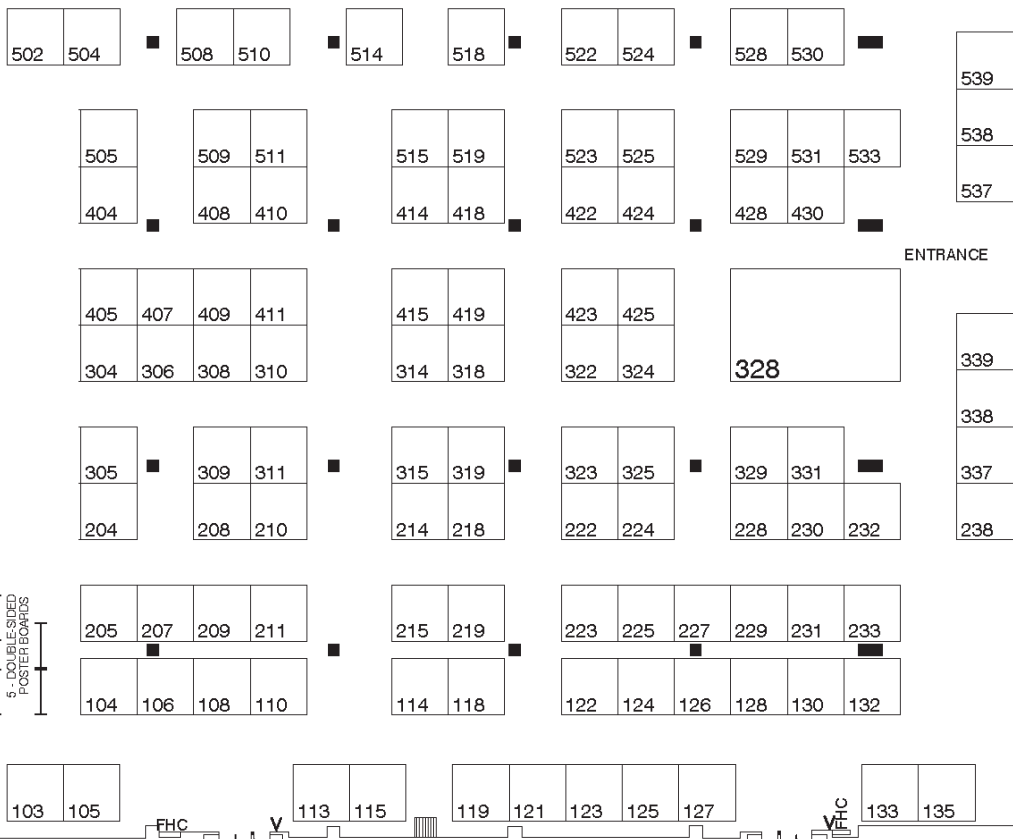 502 504 508 510 514 518 522 524 528 530
539
505 509 511 515 519 523 525 529 531 533
538
404 408 410 414 418 422 424 428 430
537
ENTRANCE
405 407 409 411 415 419 423 425
304 306 308 310 314 318 322 324 328
339
338
305 309 311 315 319 323 325 329 331
337
204 208 210 214 218 222 224 228 230 232
238
5 - DOUBLE-SIDED
POSTER BOARDS
205 207 209 211 215 219 223 225 227 229 231 233
104 106 108 110 114 118 122 124 126 128 130 132
103 105 113 115 119 121 123 125 127 133 135
FHC V V FHC